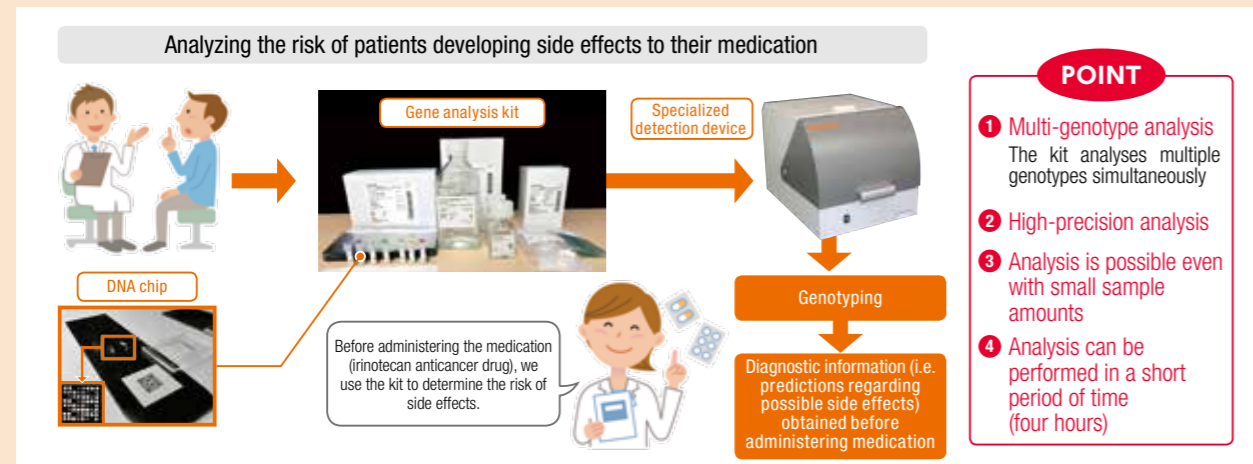 Analyzing the risk of patients developing side effects to their medication
Gene analysis kit
Specialized
detection device
DNA chip
Before administering the medication
(irinotecan anticancer drug), we
use the kit to determine the risk of
side effects.
Genotyping
Diagnostic information (i.e.
predictions regarding
possible side effects)
obtained before
administering medication
POINT
1 Multi-genotype analysis
The kit analyses multiple
genotypes simultaneously
2 High-precision analysis
3 Analysis is possible even
with small sample
amounts
4 Analysis can be
performed in a short
period of time
(four hours)